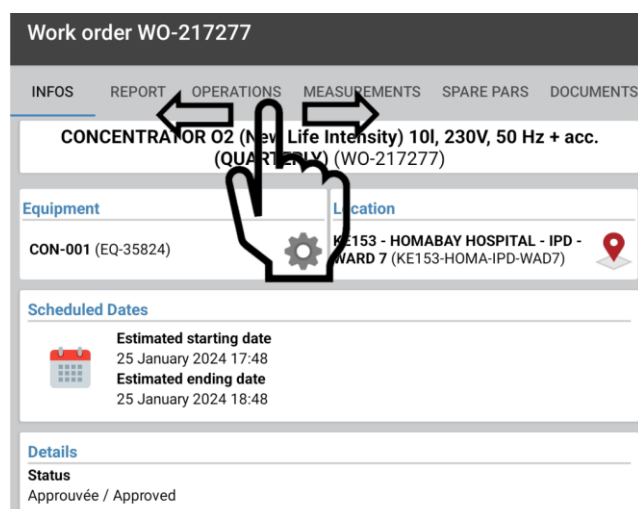 Work order WO-217277
INFOS REPORT OPERATIONS MEASUREMENTS SPARE PARS DOCUMENTS
CONCENTRATOR O2 (New Life Intensity) 10l, 230V, 50 Hz + acc.
(QUARTERLY) (WO-217277)
Equipment
CON-001 (EQ-35824)
Location
KE153 - HOMABAY HOSPITAL - IPD -
WARD 7 (KE153-HOMA-IPD-WAD7)
Scheduled Dates
Estimated starting date
25 January 2024 17:48
Estimated ending date
25 January 2024 18:48
Details
Status
Approuvée / Approved